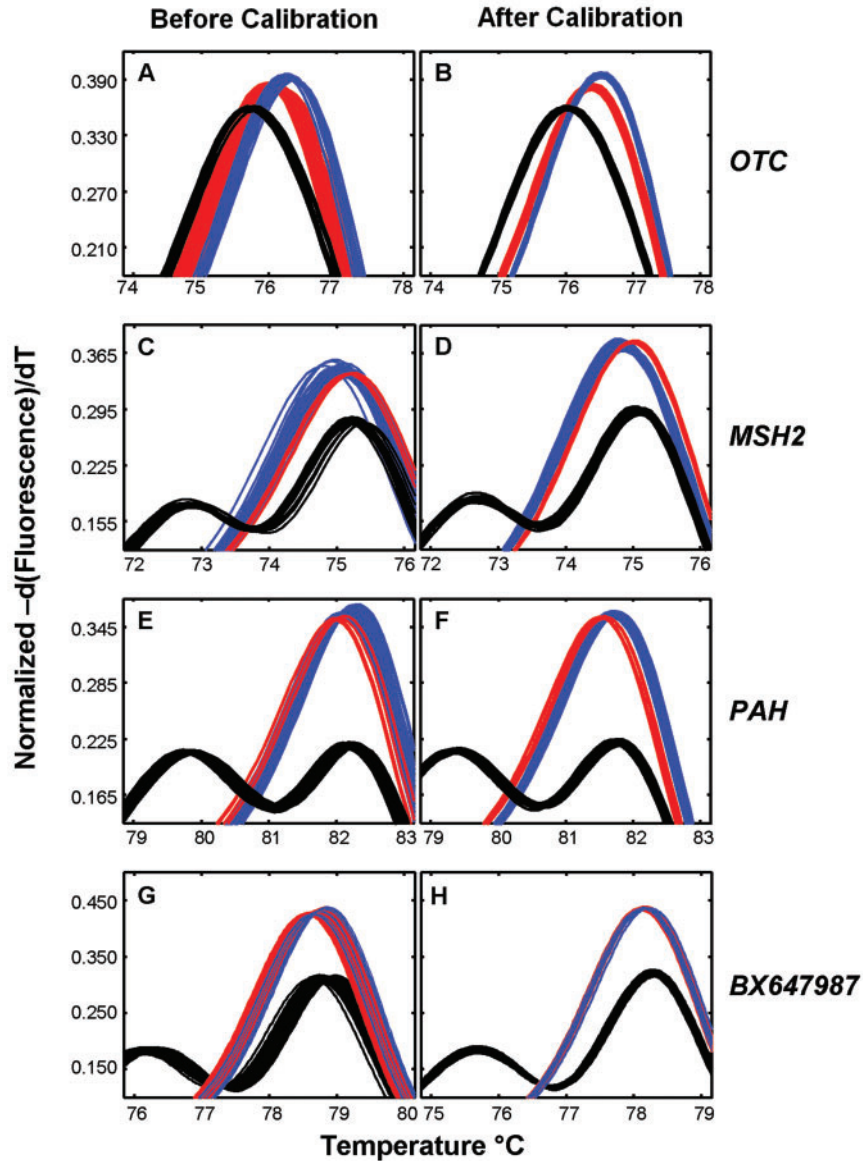 Before Calibration
After Calibration
Normalized –d(Fluorescence)/dT
A
0.390
0.330
0.270
0.210
74 75 76 77 78
B
74 75 76 77 78
OTC
C
0.365
0.295
0.225
0.155
72 73 74 75 76
D
72 73 74 75 76
MSH2
E
0.345
0.285
0.225
0.165
79 80 81 82 83
F
79 80 81 82 83
PAH
G
0.450
0.350
0.250
0.150
76 77 78 79 80
H
75 76 77 78 79
BX647987
Temperature °C